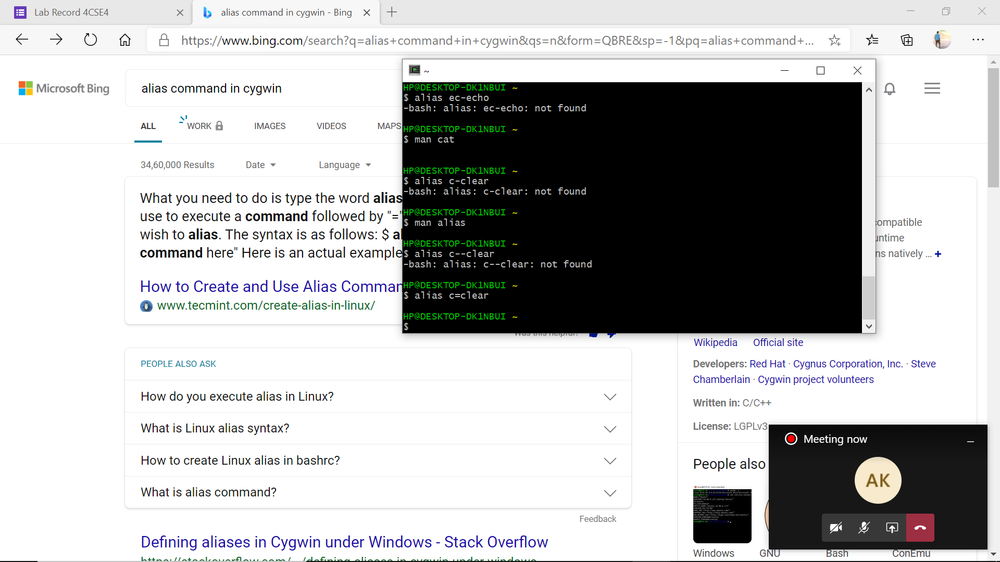 Lab Record 4CSE4
alias command in cygwin - Bing
https://www.bing.com/search?q=alias+command+in+cygwin&qs=n&form=QBRE&sp=-1&pq=alias+command+...
Microsoft Bing
alias command in cygwin
ALL WORK IMAGES VIDEOS MAPS
34,60,000 Results Date Language
What you need to do is type the word alias
use to execute a command followed by "="
wish to alias. The syntax is as follows: $ al
command here" Here is an actual example
How to Create and Use Alias Comman
www.tecmint.com/create-alias-in-linux/
Was this helpful?
~
HP@DESKTOP-DK1NBUI ~
$ alias ec-echo
-bash: alias: ec-echo: not found
HP@DESKTOP-DK1NBUI ~
$ man cat
HP@DESKTOP-DK1NBUI ~
$ alias c-clear
-bash: alias: c-clear: not found
HP@DESKTOP-DK1NBUI ~
$ man alias
HP@DESKTOP-DK1NBUI ~
$ alias c--clear
-bash: alias: c--clear: not found
HP@DESKTOP-DK1NBUI ~
$ alias c=clear
HP@DESKTOP-DK1NBUI ~
$
PEOPLE ALSO ASK
How do you execute alias in Linux?
What is Linux alias syntax?
How to create Linux alias in bashrc?
What is alias command?
Feedback
Defining aliases in Cygwin under Windows - Stack Overflow
compatible
untime
ns natively ... +
Wikipedia Official site
Developers: Red Hat · Cygnus Corporation, Inc. · Steve
Chamberlain · Cygwin project volunteers
Written in: C/C++
License: LGPLv3
People also
Windows GNU Bash ConEmu
Meeting now
AK